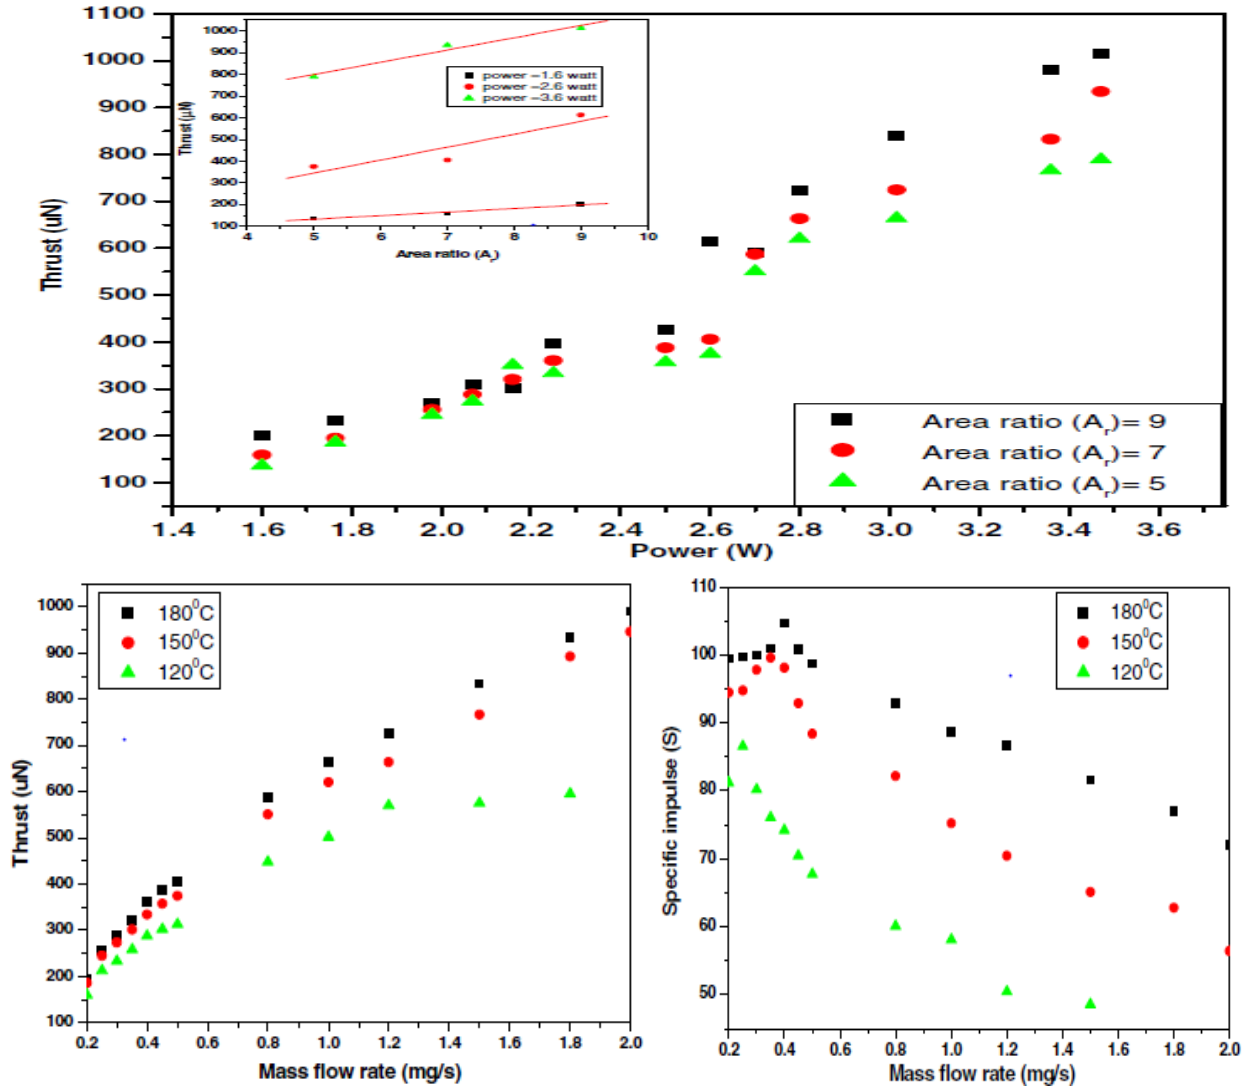 1100
1000
900
800
700
600
500
400
300
200
100
Thrust (uN)
1.4 1.6 1.8 2.0 2.2 2.4 2.6 2.8 3.0 3.2 3.4 3.6
Power (W)
Area ratio (Aᵣ)= 9
Area ratio (Aᵣ)= 7
Area ratio (Aᵣ)= 5
1000
900
800
700
600
500
400
300
200
100
Thrust (µN)
4 5 6 7 8 9 10
Area ratio (Aᵣ)
power =1.6 watt
power =2.6 watt
power =3.6 watt
1000
900
800
700
600
500
400
300
200
100
Thrust (uN)
0.2 0.4 0.6 0.8 1.0 1.2 1.4 1.6 1.8 2.0
Mass flow rate (mg/s)
180⁰C
150⁰C
120⁰C
110
100
90
80
70
60
50
Specific impulse (S)
0.2 0.4 0.6 0.8 1.0 1.2 1.4 1.6 1.8 2.0
Mass flow rate (mg/s)
180⁰C
150⁰C
120⁰C